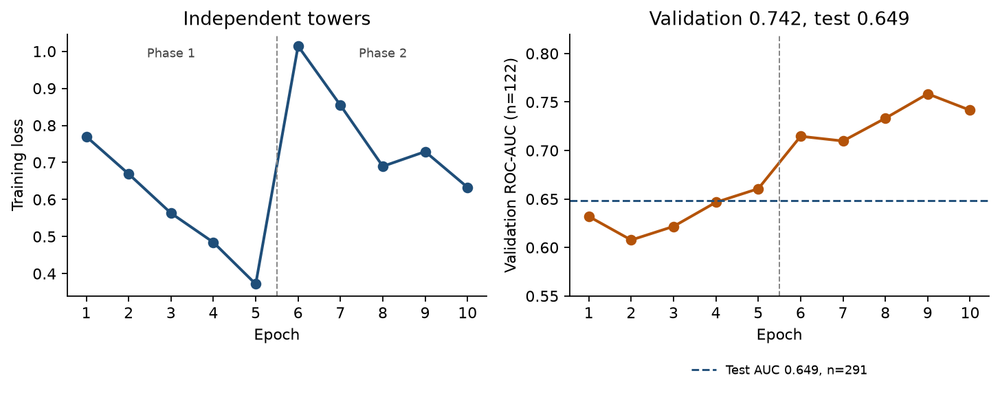 Independent towers
Phase 1
Phase 2
Training loss
1.0
0.9
0.8
0.7
0.6
0.5
0.4
1 2 3 4 5 6 7 8 9 10
Epoch
Validation 0.742, test 0.649
Validation ROC-AUC (n=122)
0.80
0.75
0.70
0.65
0.60
0.55
1 2 3 4 5 6 7 8 9 10
Epoch
Test AUC 0.649, n=291